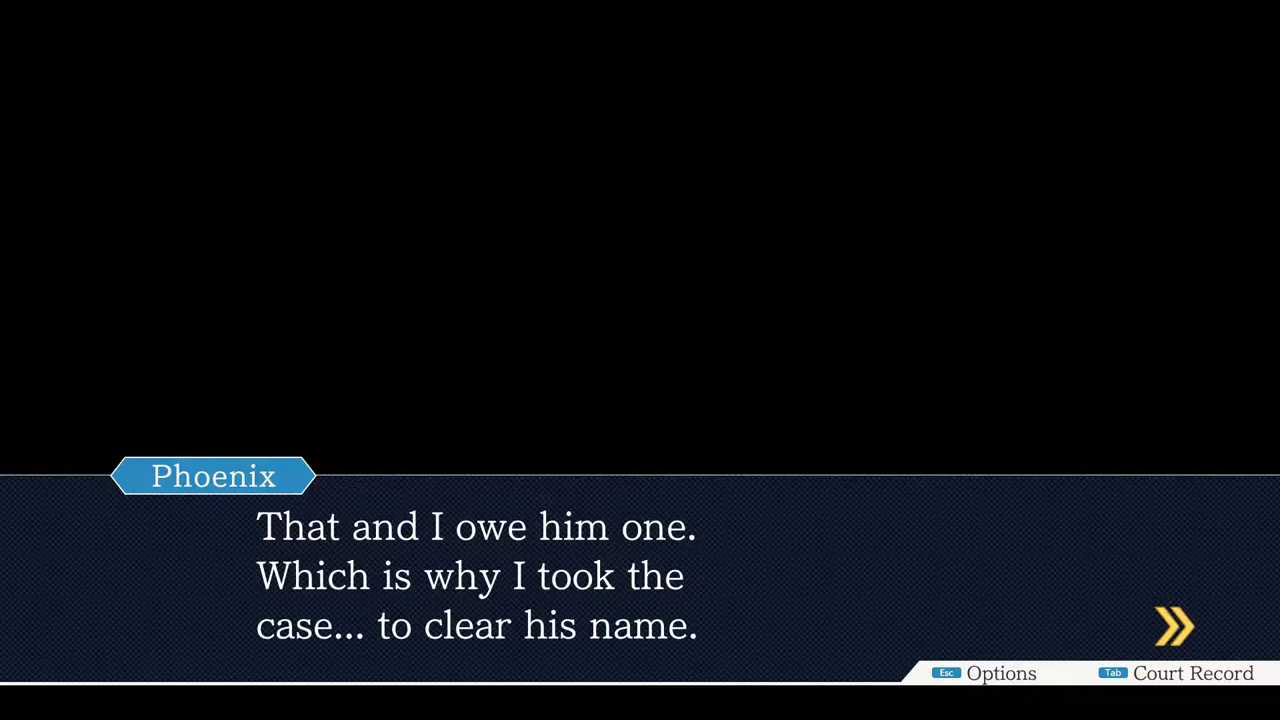 Phoenix
That and I owe him one.
Which is why I took the
case... to clear his name.
Esc Options Tab Court Record